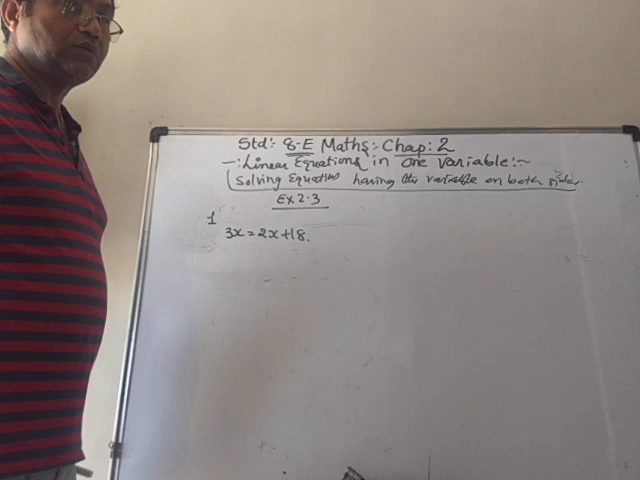 Std:- 8-E Maths:- Chap: 2
-: Linear Equations in one variable:-
Solving Equations having the variable on both sides.
Ex 2.3
1
3x = 2x+18.